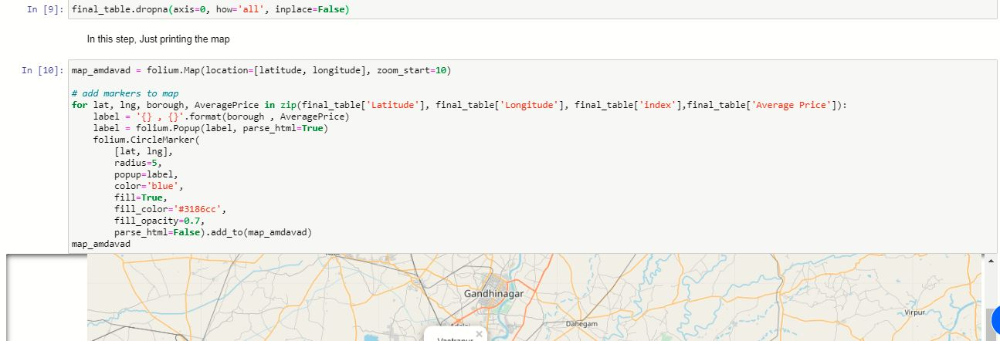 In [9]: final_table.dropna(axis=0, how='all', inplace=False)
In this step, Just printing the map
In [10]: map_amdavad = folium.Map(location=[latitude, longitude], zoom_start=10)
# add markers to map
for lat, lng, borough, AveragePrice in zip(final_table['Latitude'], final_table['Longitude'], final_table['index'],final_table['Average Price']):
    label = '{} , {}'.format(borough , AveragePrice)
    label = folium.Popup(label, parse_html=True)
    folium.CircleMarker(
        [lat, lng],
        radius=5,
        popup=label,
        color='blue',
        fill=True,
        fill_color='#3186cc',
        fill_opacity=0.7,
        parse_html=False).add_to(map_amdavad)
map_amdavad
Gandhinagar
Virpur
Dahegam